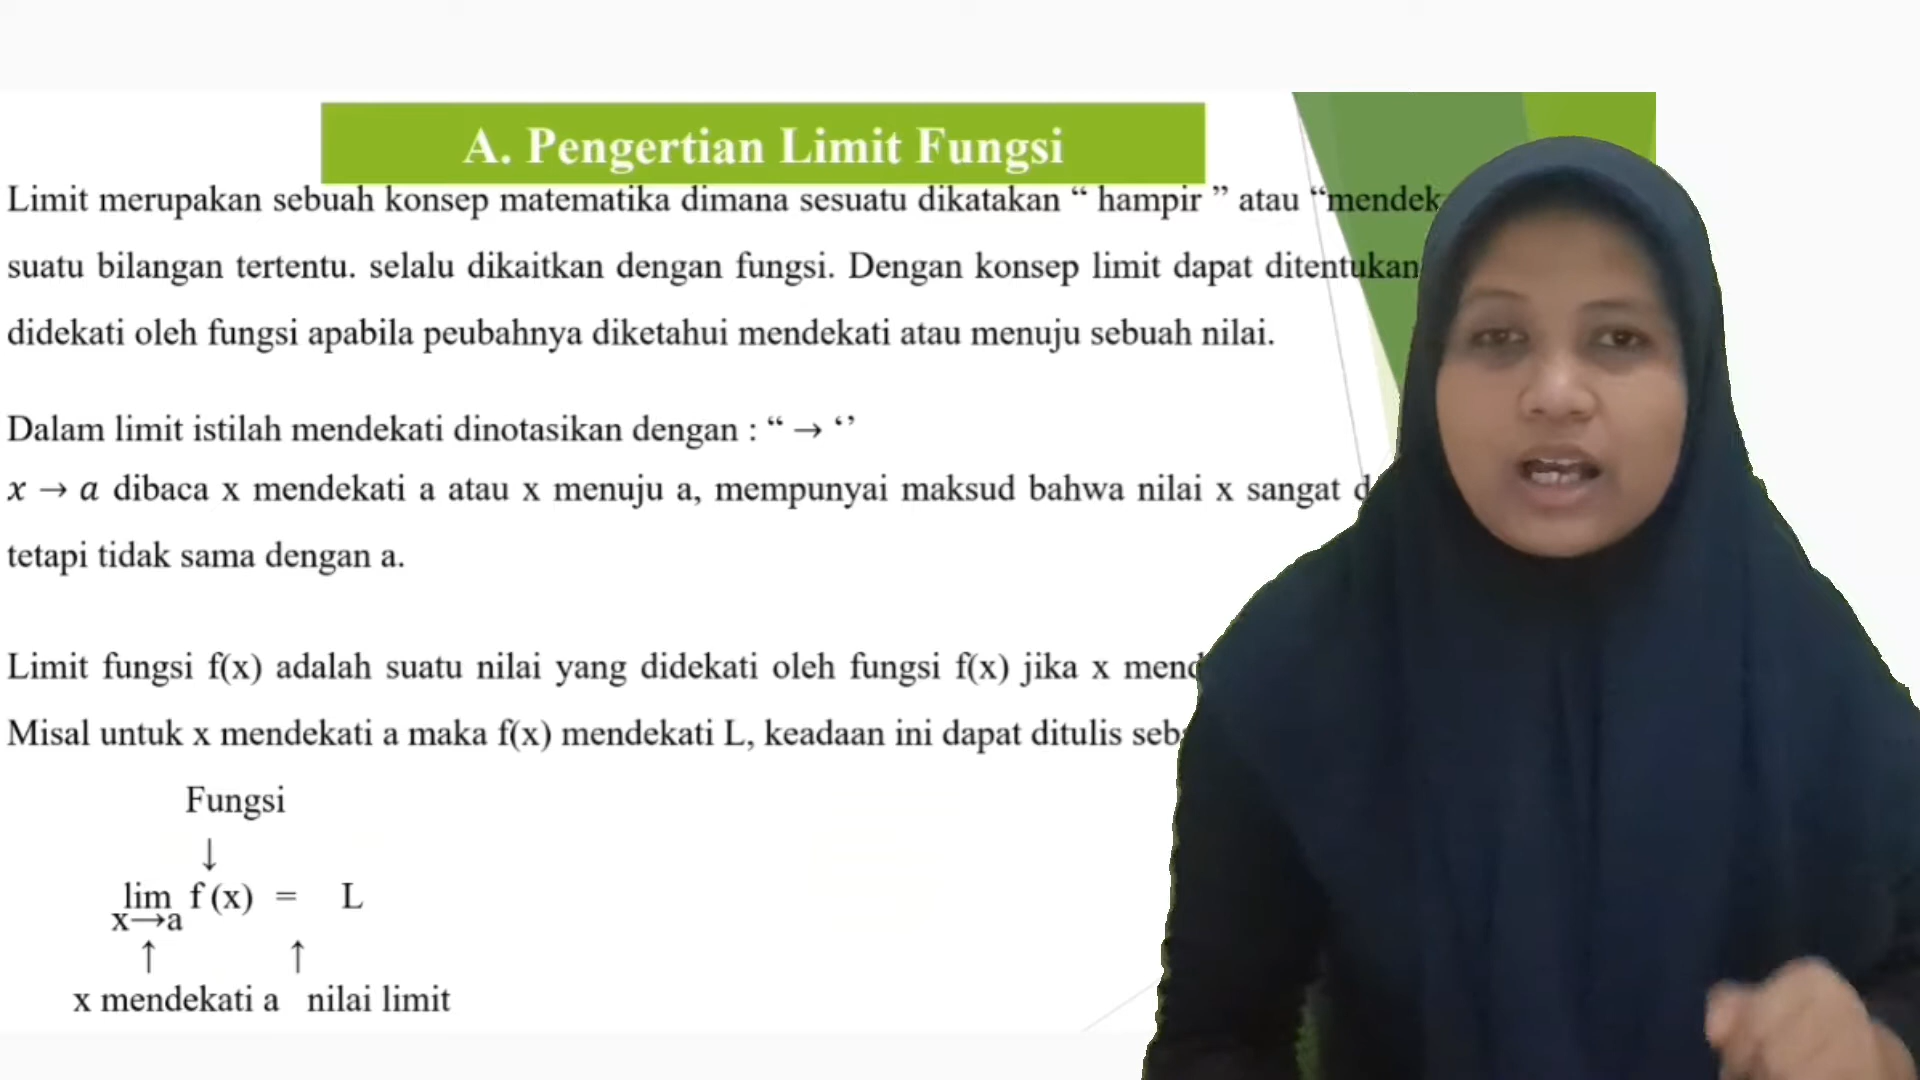 A. Pengertian Limit Fungsi
Limit merupakan sebuah konsep matematika dimana sesuatu dikatakan “ hampir ” atau “mendek
suatu bilangan tertentu. selalu dikaitkan dengan fungsi. Dengan konsep limit dapat ditentukan
didekati oleh fungsi apabila peubahnya diketahui mendekati atau menuju sebuah nilai.
Dalam limit istilah mendekati dinotasikan dengan : “ → ‘’
x → a dibaca x mendekati a atau x menuju a, mempunyai maksud bahwa nilai x sangat
tetapi tidak sama dengan a.
Limit fungsi f(x) adalah suatu nilai yang didekati oleh fungsi f(x) jika x mend
Misal untuk x mendekati a maka f(x) mendekati L, keadaan ini dapat ditulis seb
Fungsi
↓
lim f (x) = L
x→a
↑ ↑
x mendekati a nilai limit